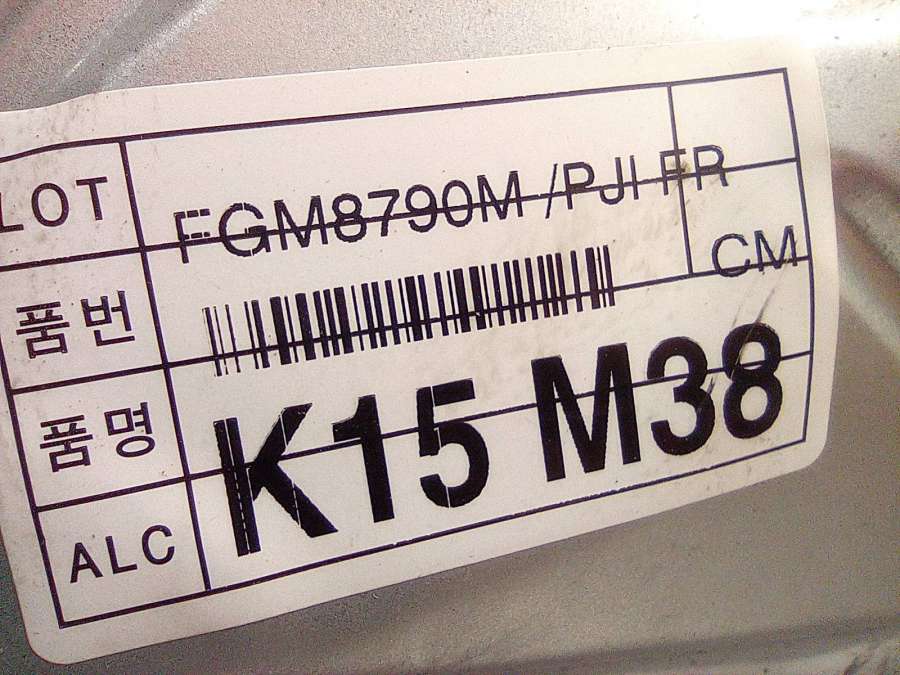 LOT
FGM8790M /PJI FR
품번
CM
품명
K15 M38
ALC